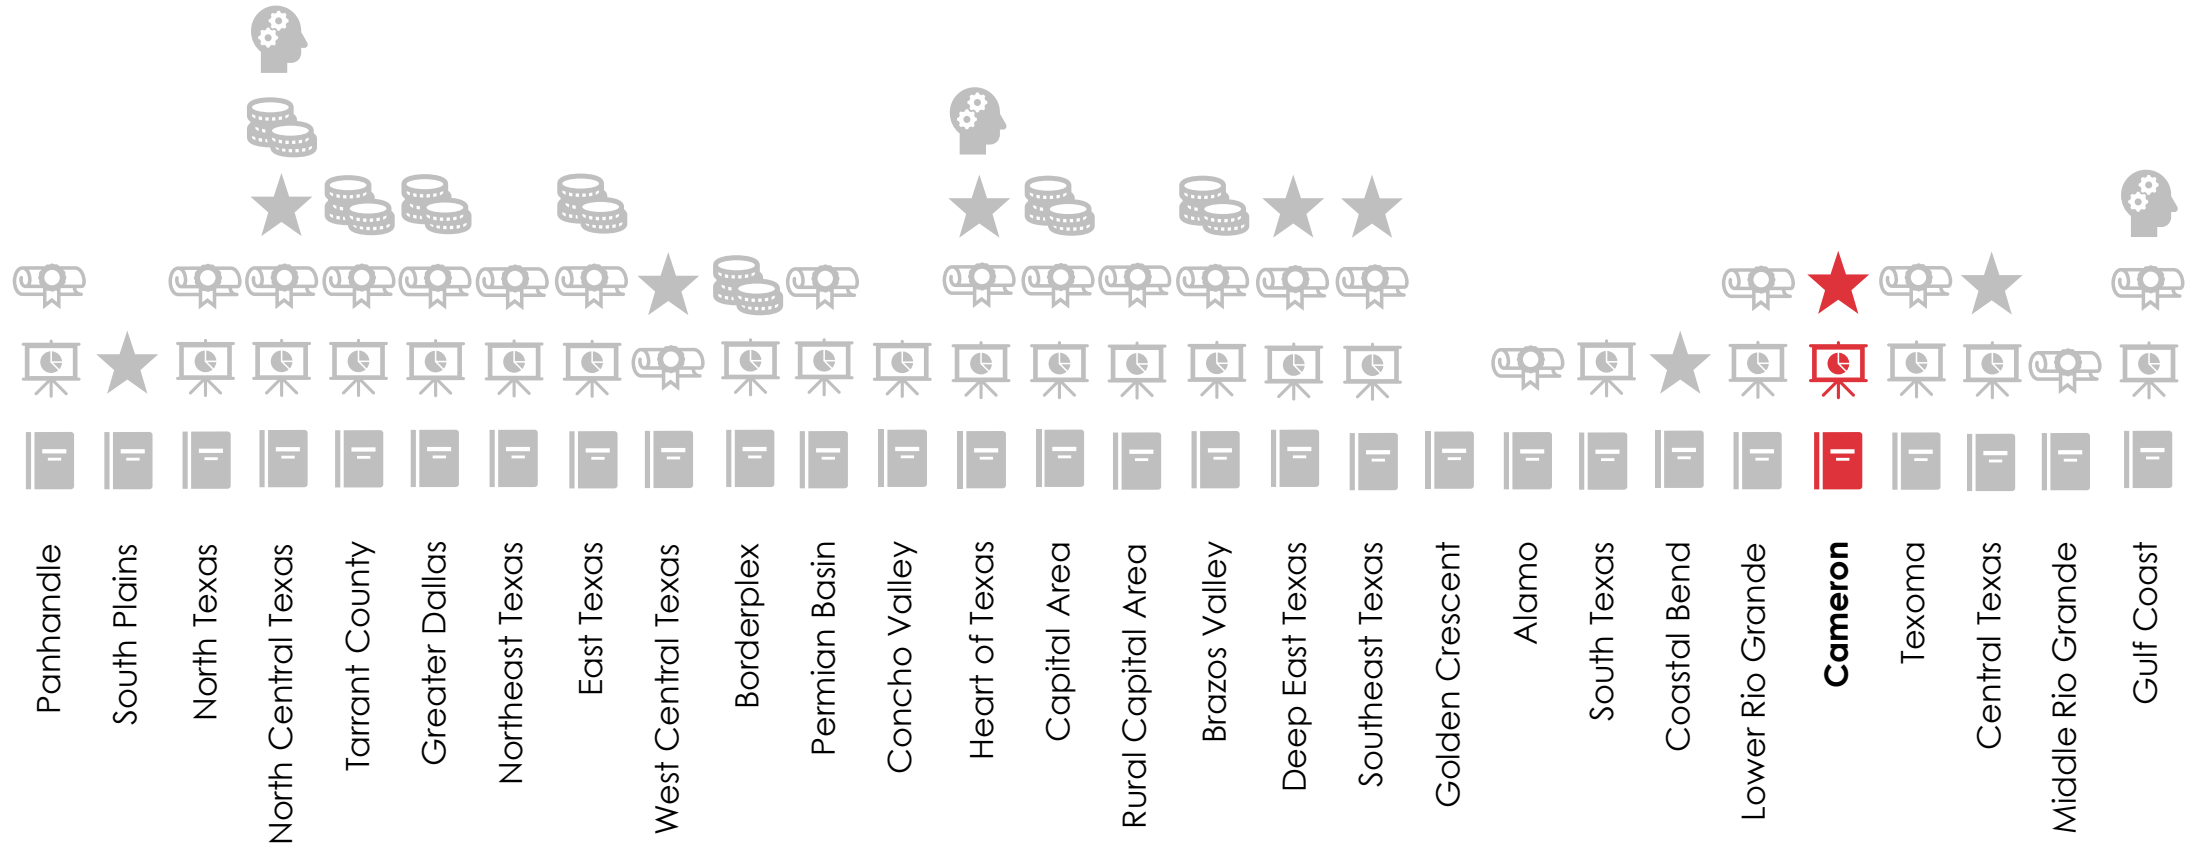 Panhandle
South Plains
North Texas
North Central Texas
Tarrant County
Greater Dallas
Northeast Texas
East Texas
West Central Texas
Borderplex
Permian Basin
Concho Valley
Heart of Texas
Capital Area
Rural Capital Area
Brazos Valley
Deep East Texas
Southeast Texas
Golden Crescent
Alamo
South Texas
Coastal Bend
Lower Rio Grande
Cameron
Texoma
Central Texas
Middle Rio Grande
Gulf Coast